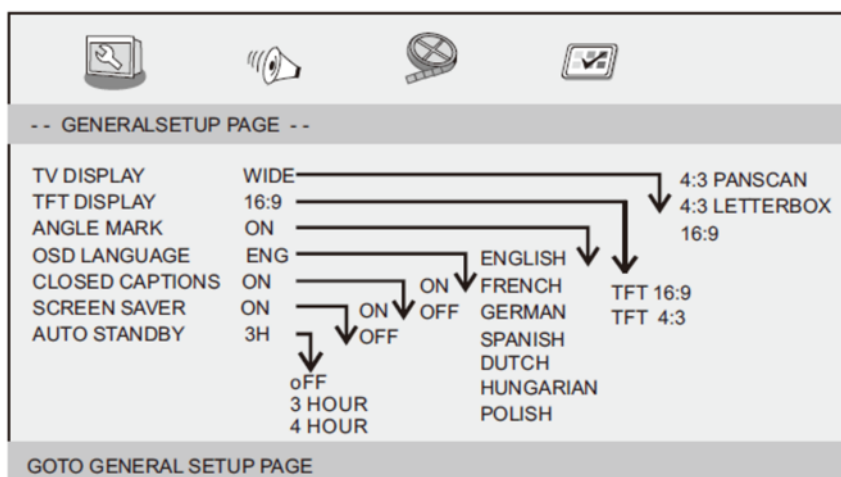 - - GENERALSETUP PAGE - -
TV DISPLAY WIDE
TFT DISPLAY 16:9
ANGLE MARK ON
OSD LANGUAGE ENG
CLOSED CAPTIONS ON
SCREEN SAVER ON
AUTO STANDBY 3H
4:3 PANSCAN
4:3 LETTERBOX
16:9
TFT 16:9
TFT 4:3
ENGLISH
FRENCH
GERMAN
SPANISH
DUTCH
HUNGARIAN
POLISH
ON
OFF
ON
OFF
oFF
3 HOUR
4 HOUR
GOTO GENERAL SETUP PAGE